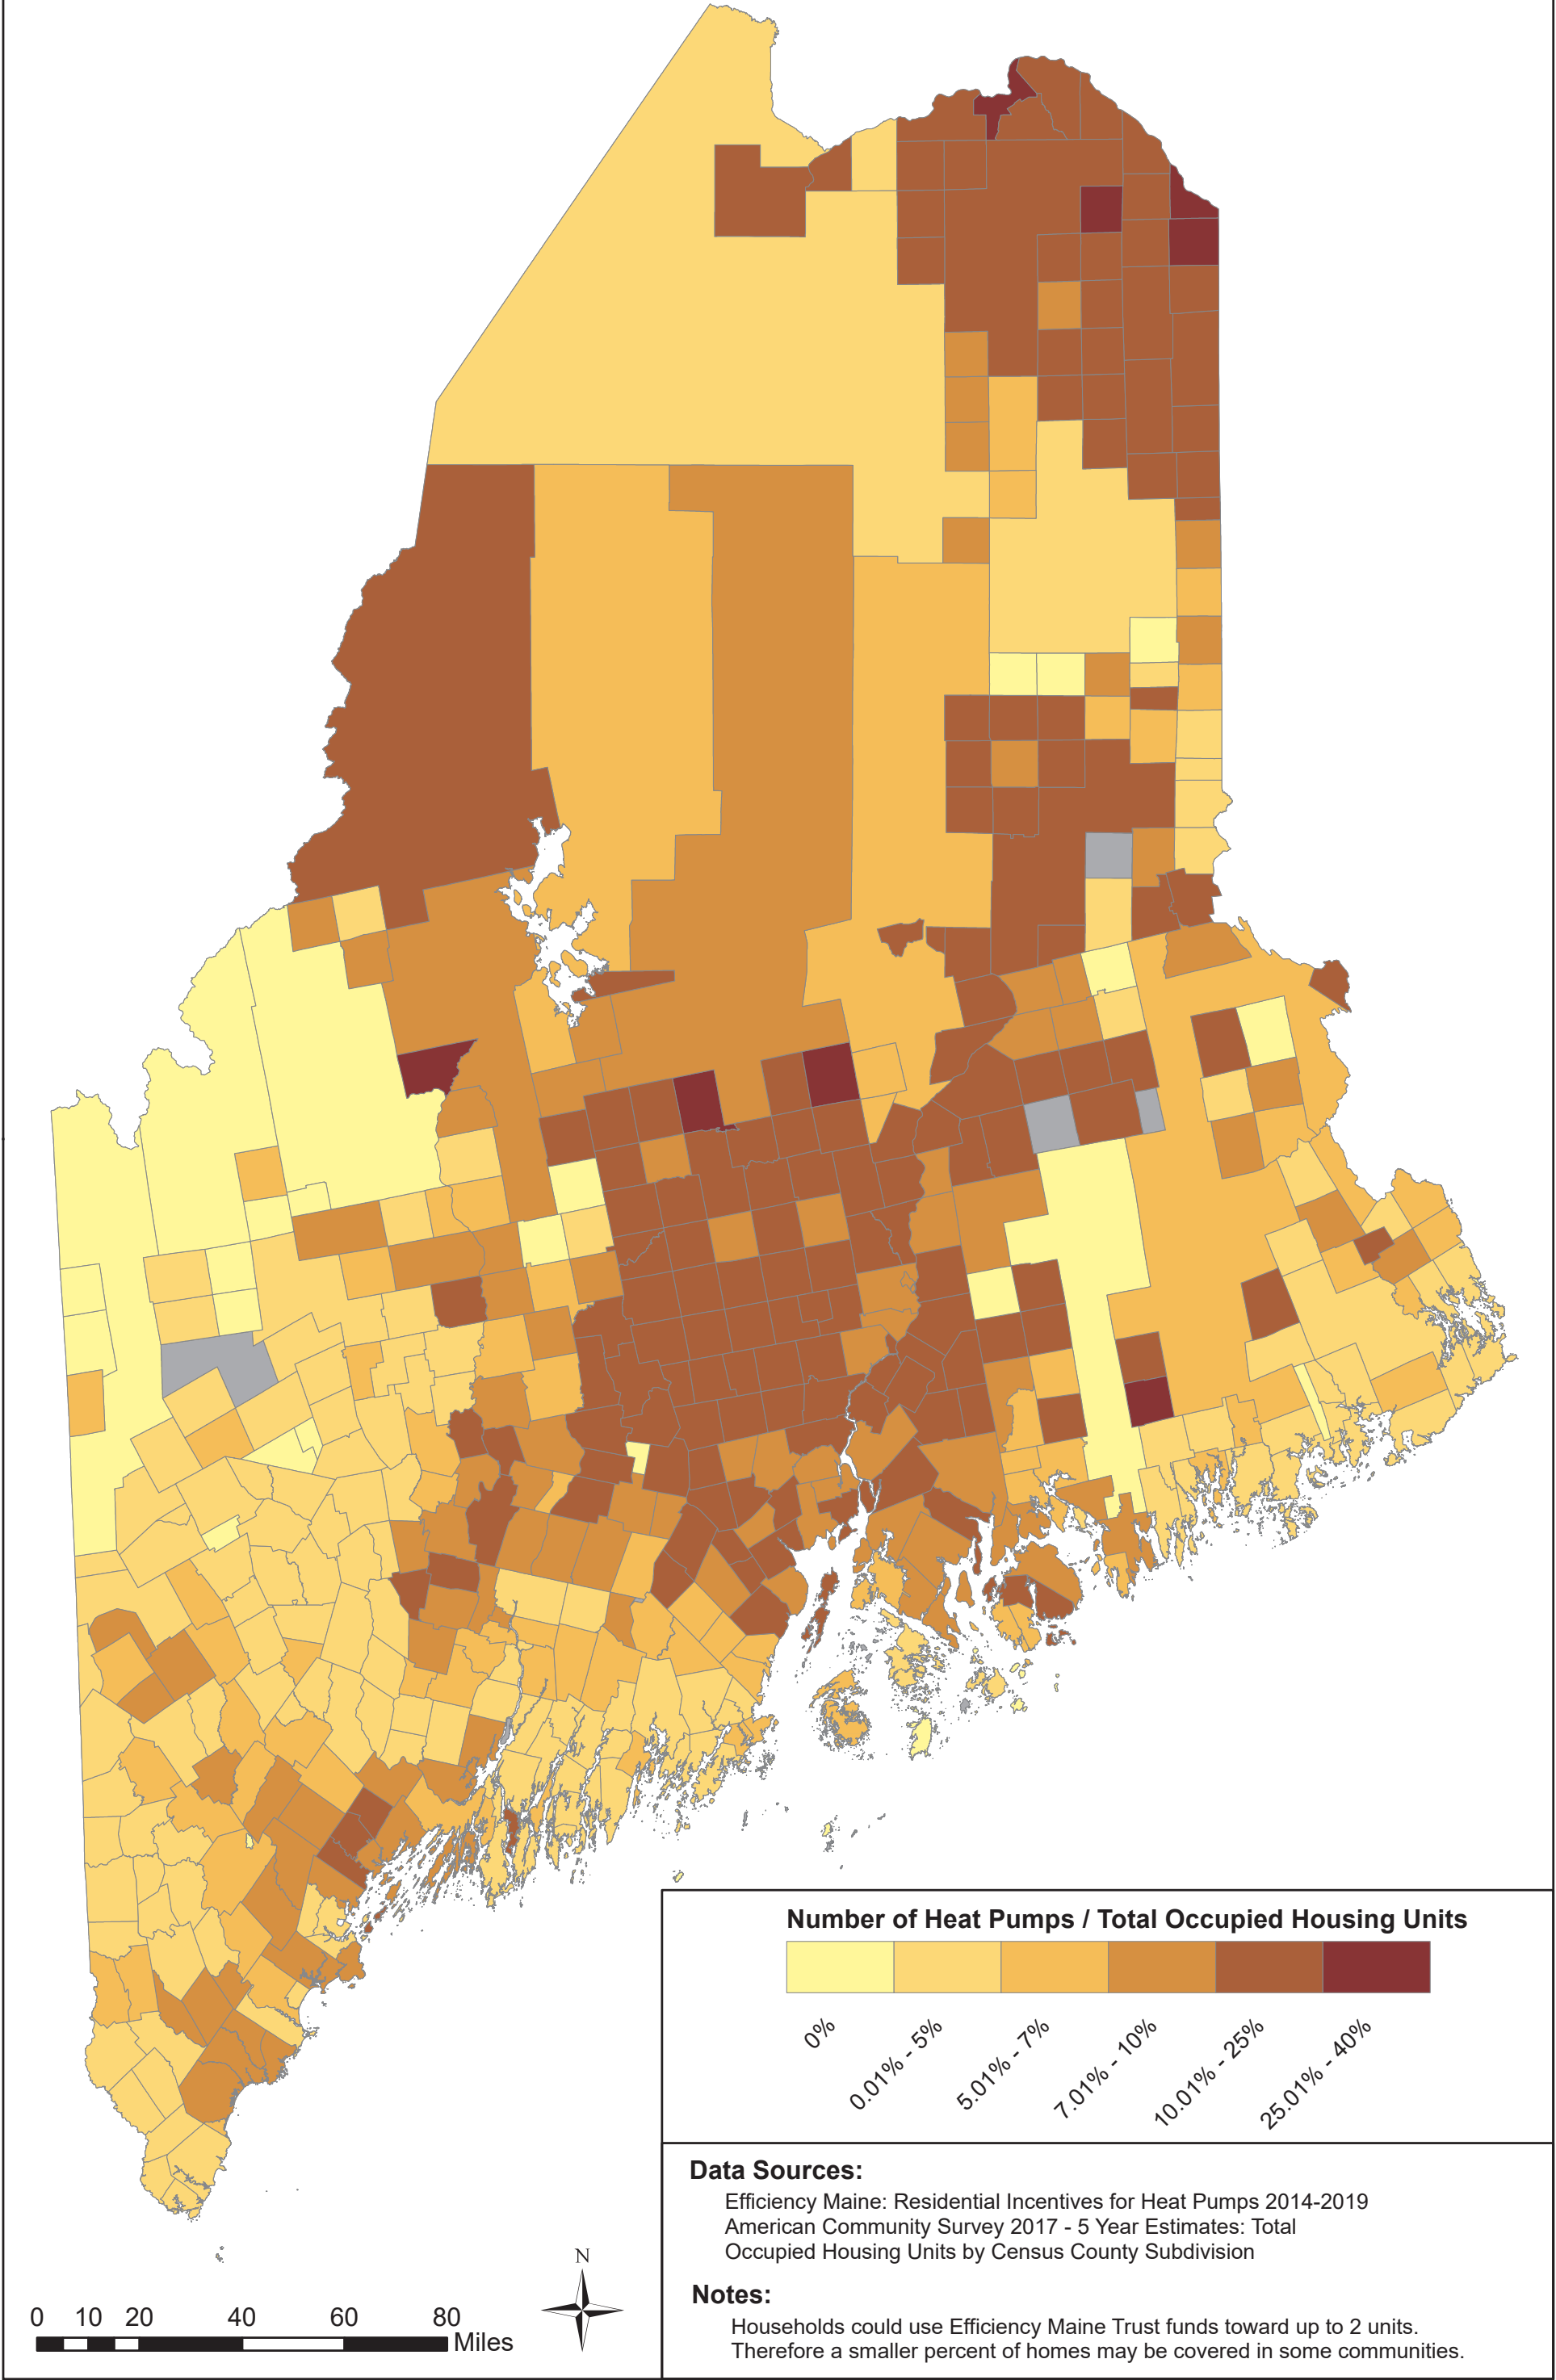 Number of Heat Pumps / Total Occupied Housing Units
0%
0.01% - 5%
5.01% - 7%
7.01% - 10%
10.01% - 25%
25.01% - 40%
Data Sources:
Efficiency Maine: Residential Incentives for Heat Pumps 2014-2019
American Community Survey 2017 - 5 Year Estimates: Total
Occupied Housing Units by Census County Subdivision
Notes:
Households could use Efficiency Maine Trust funds toward up to 2 units.
Therefore a smaller percent of homes may be covered in some communities.
N
0 10 20 40 60 80
Miles